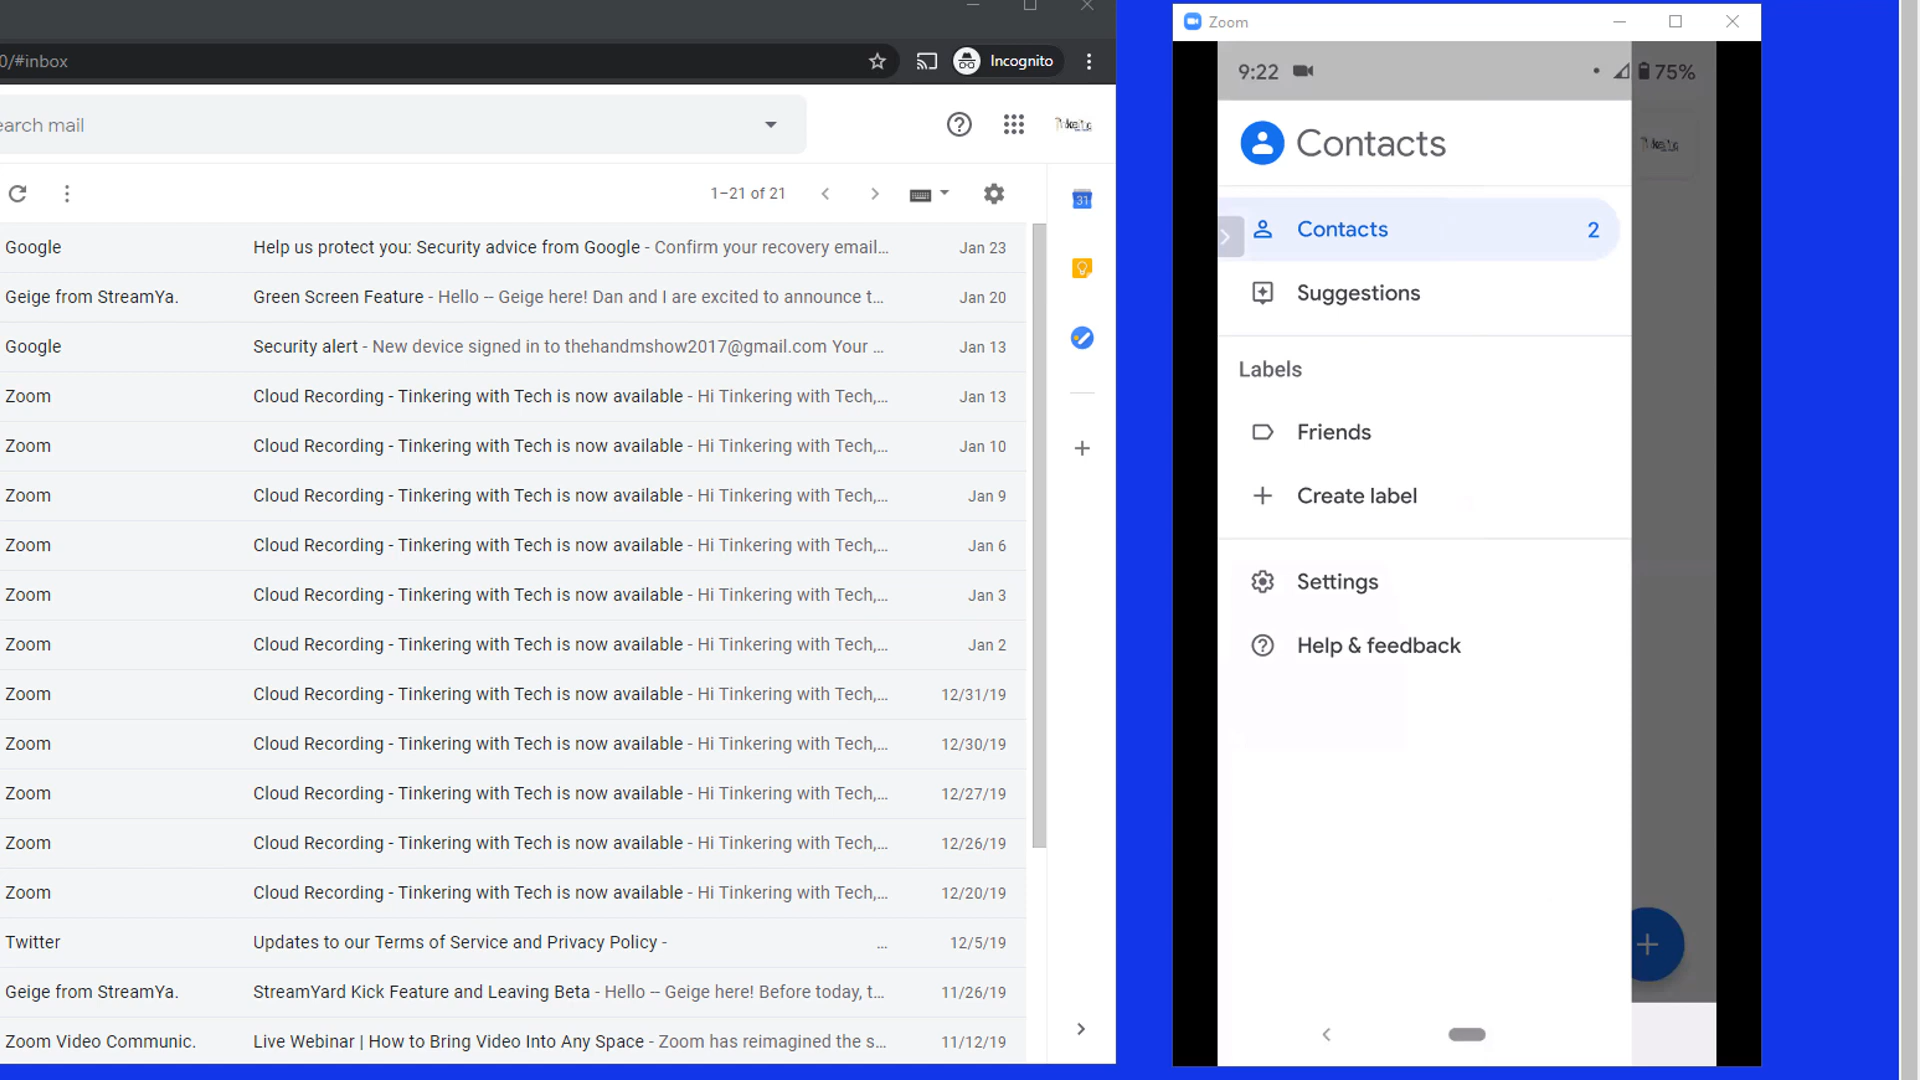 0/#inbox
Incognito
earch mail
1–21 of 21
31
Google Help us protect you: Security advice from Google - Confirm your recovery email... Jan 23
Geige from StreamYa. Green Screen Feature - Hello -- Geige here! Dan and I are excited to announce t... Jan 20
Google Security alert - New device signed in to thehandmshow2017@gmail.com Your ... Jan 13
Zoom Cloud Recording - Tinkering with Tech is now available - Hi Tinkering with Tech,... Jan 13
Zoom Cloud Recording - Tinkering with Tech is now available - Hi Tinkering with Tech,... Jan 10
Zoom Cloud Recording - Tinkering with Tech is now available - Hi Tinkering with Tech,... Jan 9
Zoom Cloud Recording - Tinkering with Tech is now available - Hi Tinkering with Tech,... Jan 6
Zoom Cloud Recording - Tinkering with Tech is now available - Hi Tinkering with Tech,... Jan 3
Zoom Cloud Recording - Tinkering with Tech is now available - Hi Tinkering with Tech,... Jan 2
Zoom Cloud Recording - Tinkering with Tech is now available - Hi Tinkering with Tech,... 12/31/19
Zoom Cloud Recording - Tinkering with Tech is now available - Hi Tinkering with Tech,... 12/30/19
Zoom Cloud Recording - Tinkering with Tech is now available - Hi Tinkering with Tech,... 12/27/19
Zoom Cloud Recording - Tinkering with Tech is now available - Hi Tinkering with Tech,... 12/26/19
Zoom Cloud Recording - Tinkering with Tech is now available - Hi Tinkering with Tech,... 12/20/19
Twitter Updates to our Terms of Service and Privacy Policy - ... 12/5/19
Geige from StreamYa. StreamYard Kick Feature and Leaving Beta - Hello -- Geige here! Before today, t... 11/26/19
Zoom Video Communic. Live Webinar | How to Bring Video Into Any Space - Zoom has reimagined the s... 11/12/19
Zoom
9:22 75%
Contacts
Contacts 2
Suggestions
Labels
Friends
Create label
Settings
Help & feedback